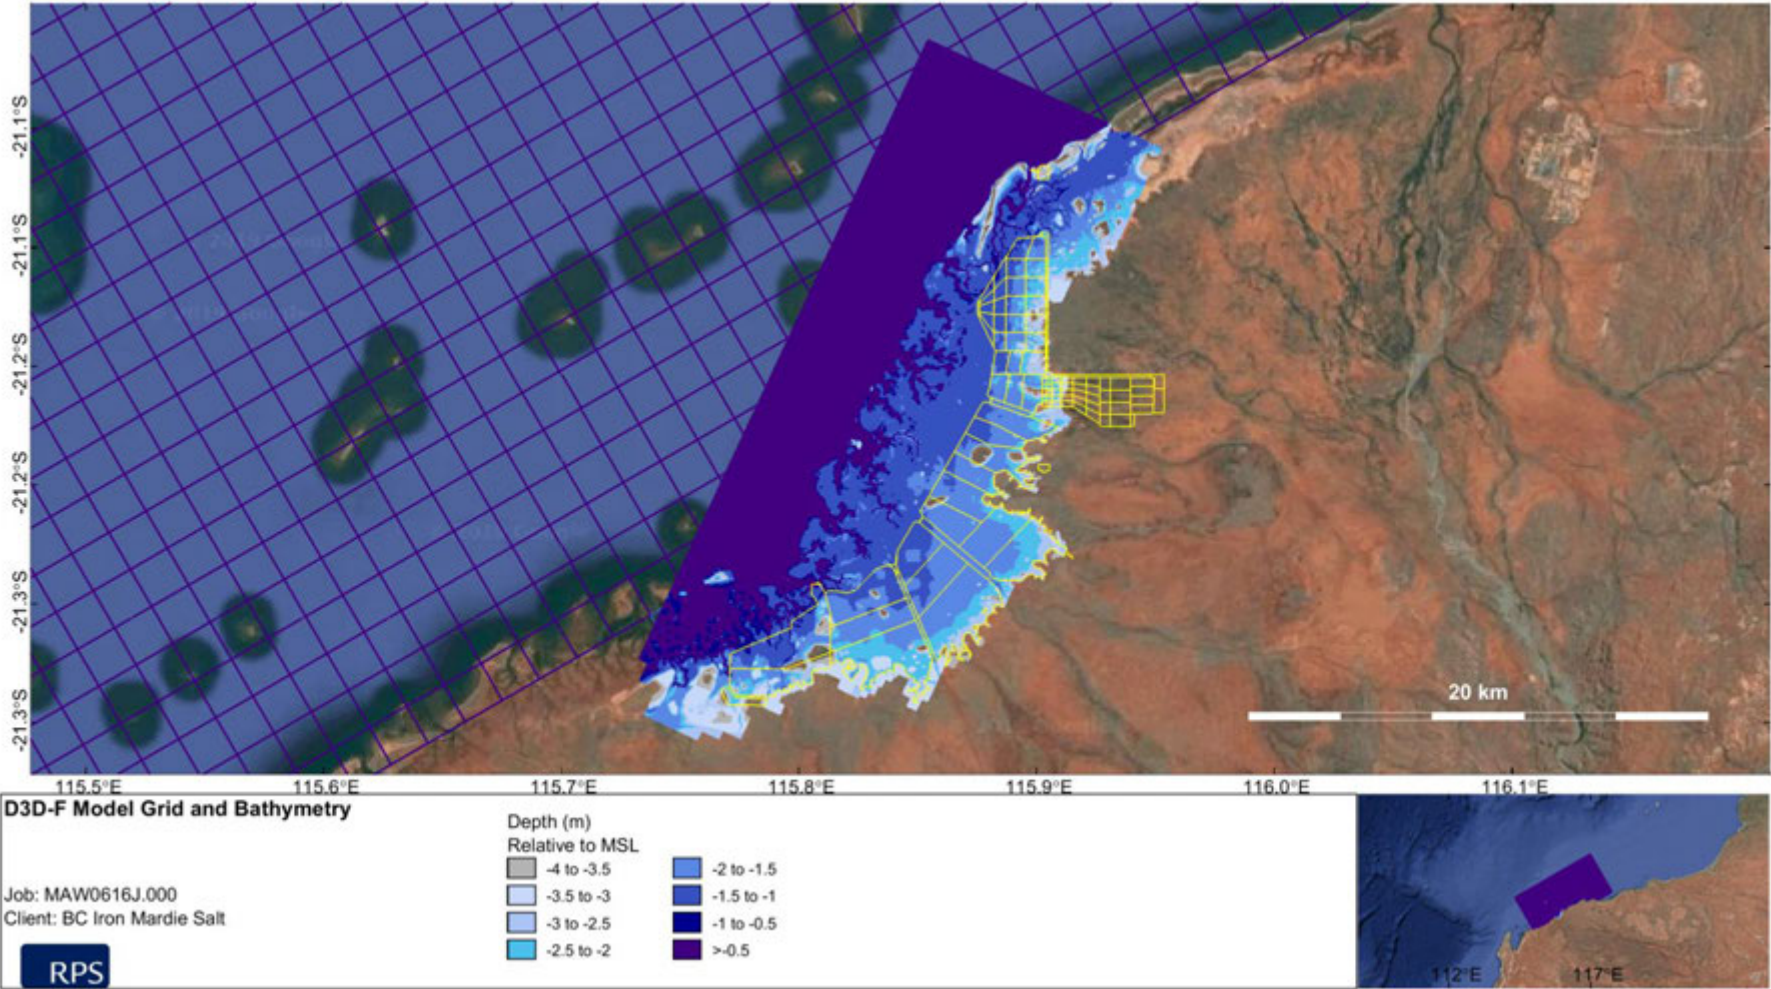 -21.1°S
-21.1°S
-21.2°S
-21.2°S
-21.3°S
-21.3°S
20 km
115.5°E
115.6°E
115.7°E
115.8°E
115.9°E
116.0°E
116.1°E
D3D-F Model Grid and Bathymetry
Job: MAW0616J.000
Client: BC Iron Mardie Salt
RPS
Depth (m)
Relative to MSL
-4 to -3.5
-3.5 to -3
-3 to -2.5
-2.5 to -2
-2 to -1.5
-1.5 to -1
-1 to -0.5
>-0.5
112°E
117°E